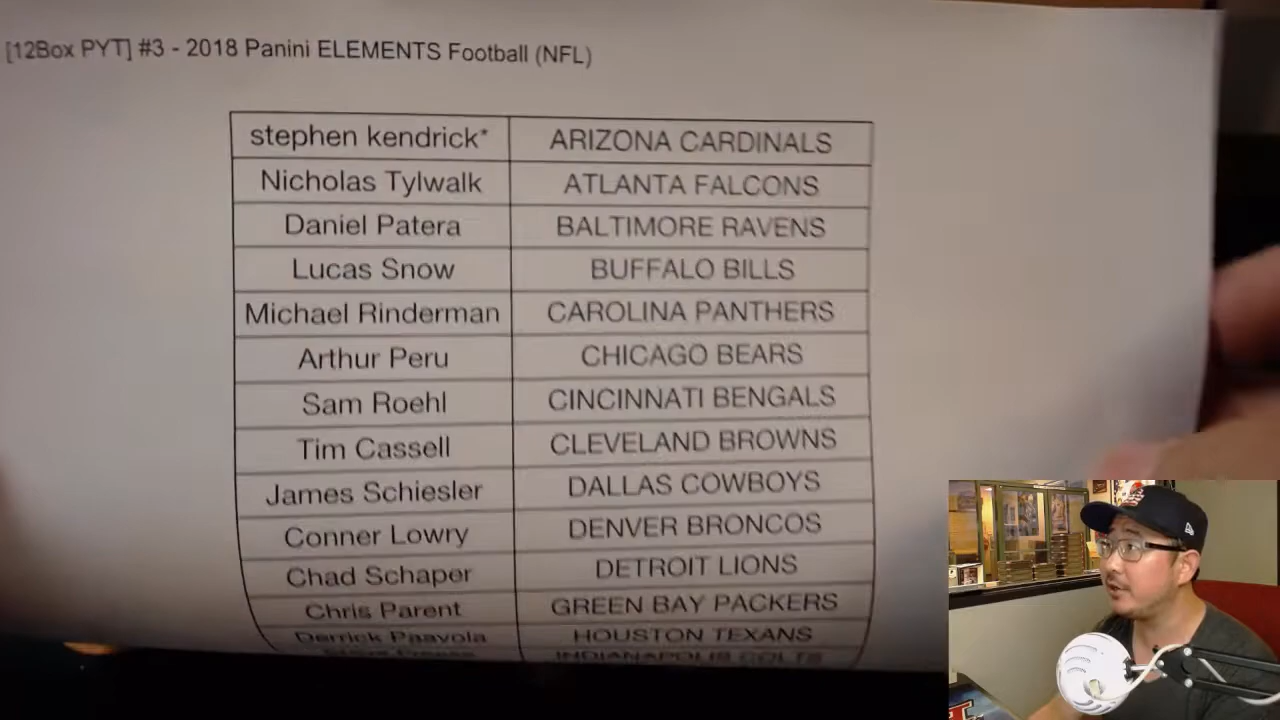 [12Box PYT] #3 - 2018 Panini ELEMENTS Football (NFL)
stephen kendrick* ARIZONA CARDINALS
Nicholas Tylwalk ATLANTA FALCONS
Daniel Patera BALTIMORE RAVENS
Lucas Snow BUFFALO BILLS
Michael Rinderman CAROLINA PANTHERS
Arthur Peru CHICAGO BEARS
Sam Roehl CINCINNATI BENGALS
Tim Cassell CLEVELAND BROWNS
James Schiesler DALLAS COWBOYS
Conner Lowry DENVER BRONCOS
Chad Schaper DETROIT LIONS
Chris Parent GREEN BAY PACKERS
Derrick Paavola HOUSTON TEXANS
INDIANAPOLIS COLTS